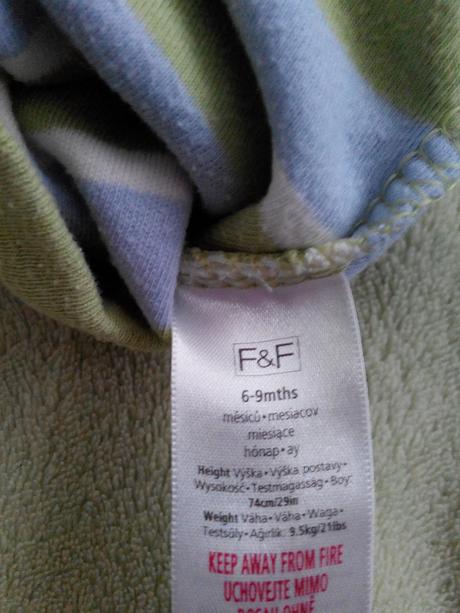 F&F
6-9mths
měsíců•mesiacov
miesiące
hónap•ay
Height Výška•Výška postavy•
Wysokość•Testmagasság•Boy:
74cm/29in
Weight Váha•Váha•Waga•
Testsúly•Ağırlık: 9.5kg/21lbs
KEEP AWAY FROM FIRE
UCHOVEJTE MIMO